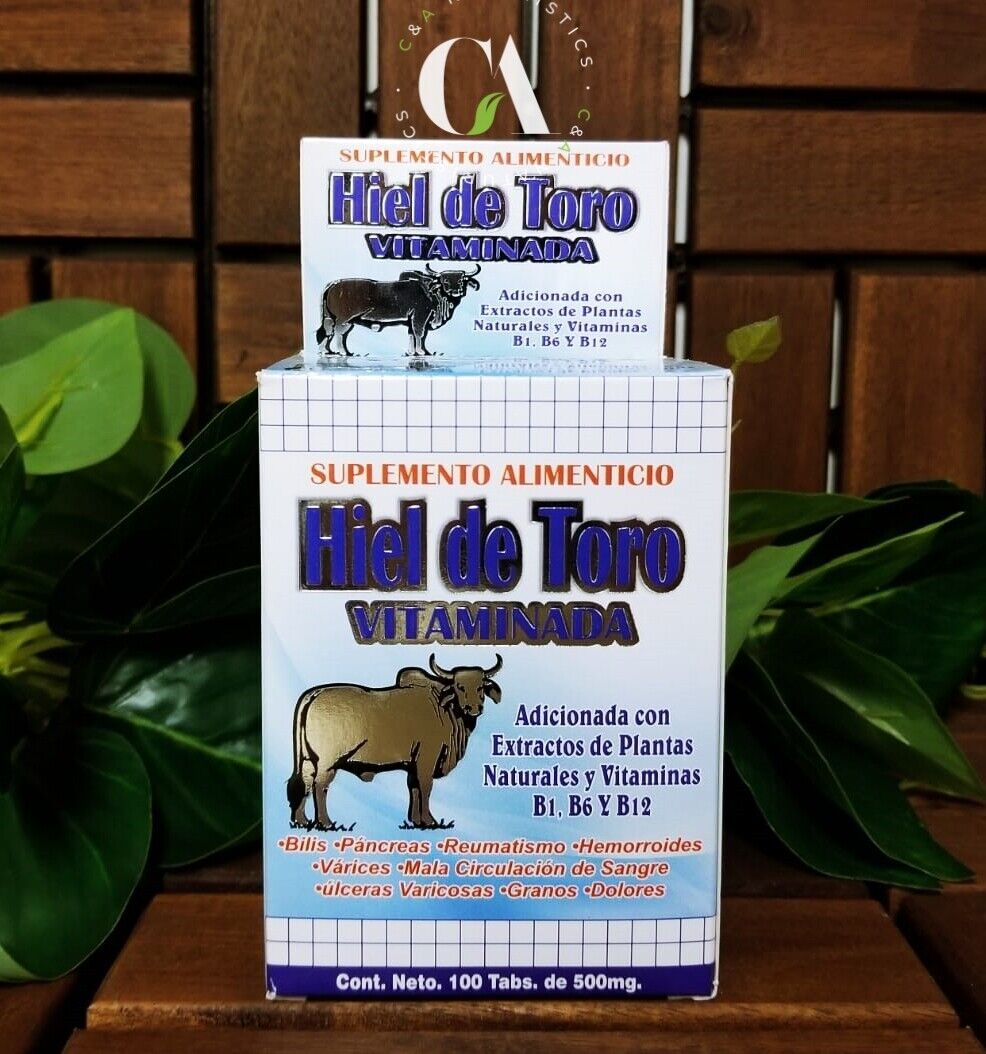 CA
SUPLEMENTO ALIMENTICIO
Hiel de Toro
VITAMINADA
Adicionada con
Extractos de Plantas
Naturales y Vitaminas
B1, B6 Y B12
SUPLEMENTO ALIMENTICIO
Hiel de Toro
VITAMINADA
Adicionada con
Extractos de Plantas
Naturales y Vitaminas
B1, B6 Y B12
•Bilis •Páncreas •Reumatismo •Hemorroides
•Várices •Mala Circulación de Sangre
•úlceras Varicosas •Granos •Dolores
Cont. Neto. 100 Tabs. de 500mg.